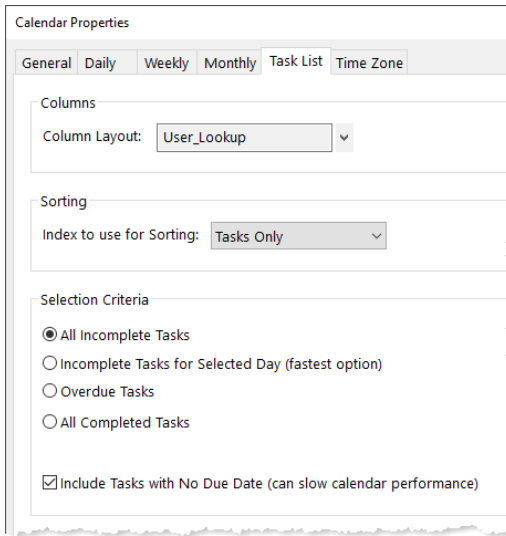 Calendar Properties
General Daily Weekly Monthly Task List Time Zone
Columns
Column Layout: User_Lookup
Sorting
Index to use for Sorting: Tasks Only
Selection Criteria
All Incomplete Tasks
Incomplete Tasks for Selected Day (fastest option)
Overdue Tasks
All Completed Tasks
Include Tasks with No Due Date (can slow calendar performance)